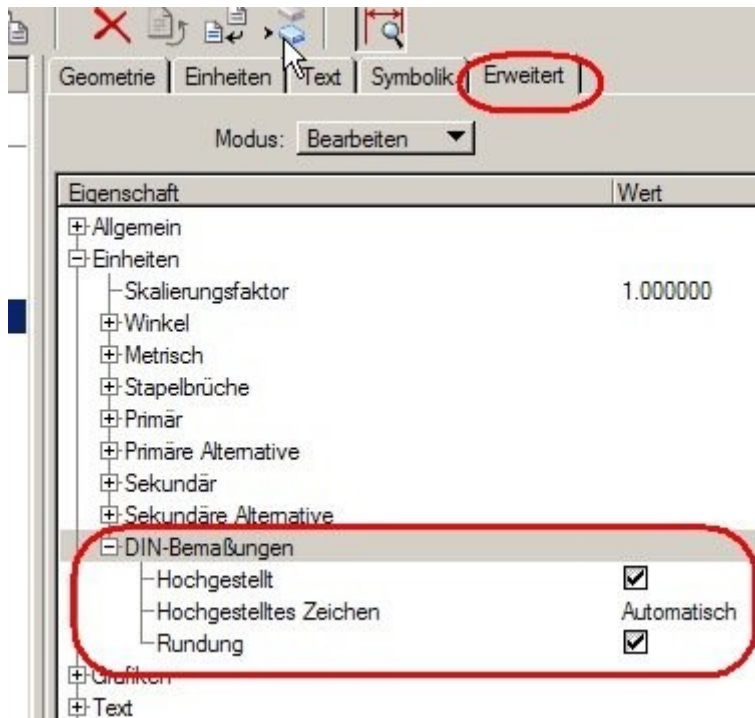 Geometrie Einheiten Text Symbolik Erweitert
Modus: Bearbeiten
Eigenschaft Wert
Allgemein
Einheiten
Skalierungsfaktor 1.000000
Winkel
Metrisch
Stapelbrüche
Primär
Primäre Alternative
Sekundär
Sekundäre Alternative
DIN-Bemaßungen
Hochgestellt
Hochgestelltes Zeichen Automatisch
Rundung
Grafiken
Text